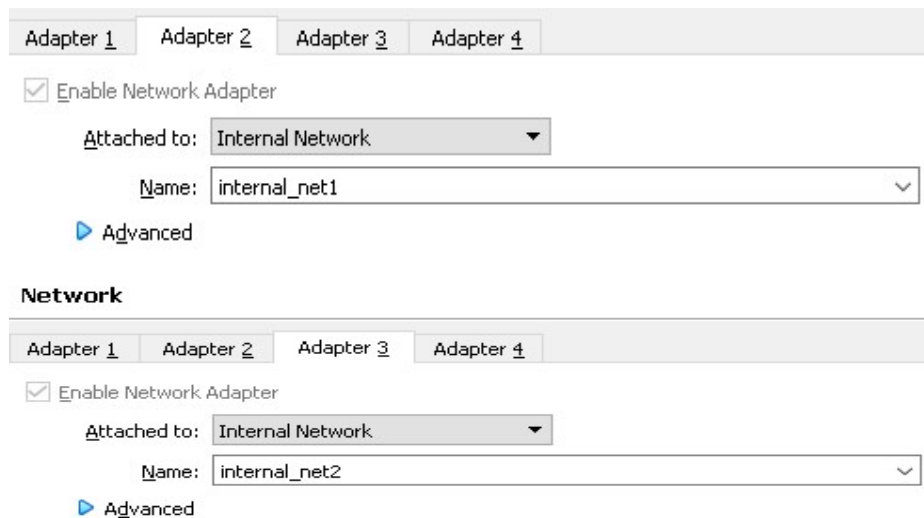 Adapter 1 Adapter 2 Adapter 3 Adapter 4
Enable Network Adapter
Attached to: Internal Network
Name: internal_net1
Advanced
Network
Adapter 1 Adapter 2 Adapter 3 Adapter 4
Enable Network Adapter
Attached to: Internal Network
Name: internal_net2
Advanced